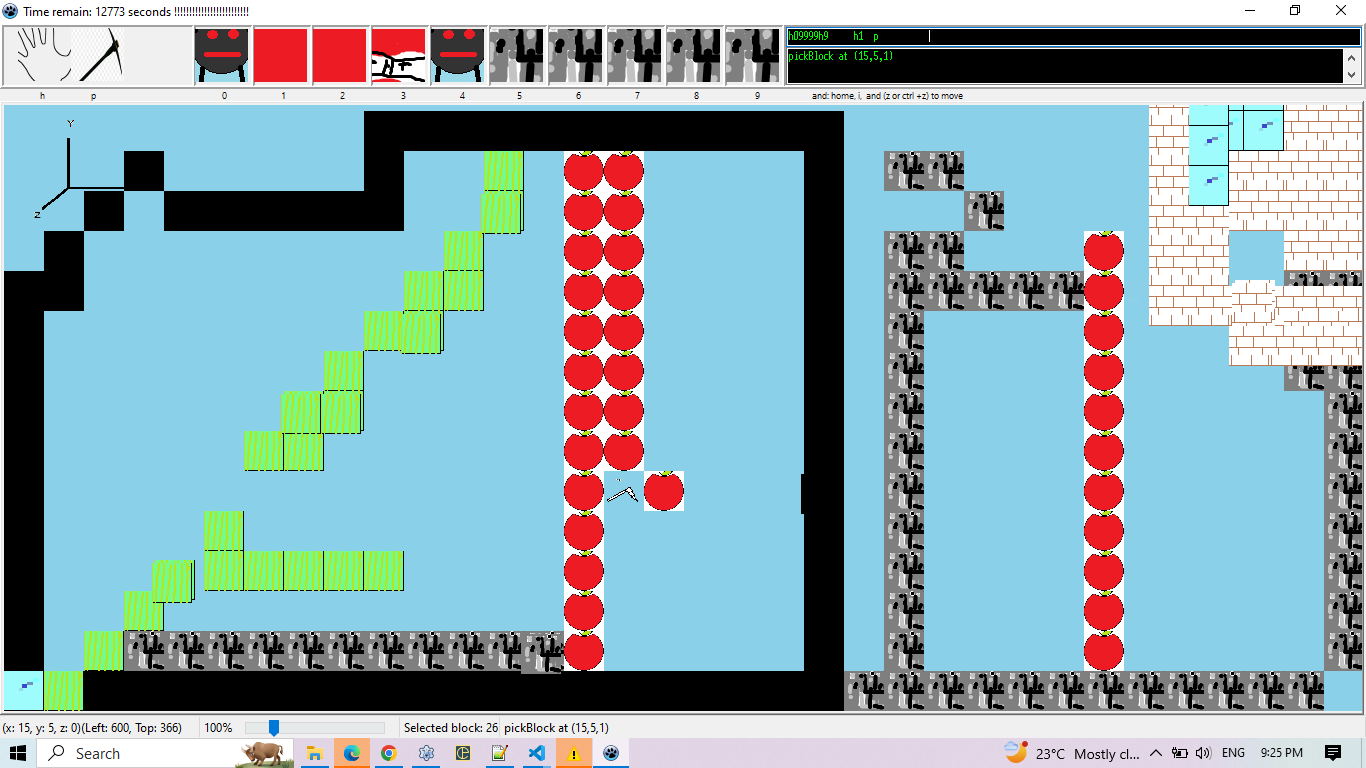 Time remain: 12773 seconds !!!!!!!!!!!!!!!!!!!!!!!!!
h09999h9 h1 p
pickBlock at (15,5,1)
h p 0 1 2 3 4 5 6 7 8 9 and: home, i, and (z or ctrl +z) to move
Y
Z
(x: 15, y: 5, z: 0)(Left: 600, Top: 366) 100% Selected block: 26 pickBlock at (15,5,1)
Search 23°C Mostly cl... ENG 9:25 PM